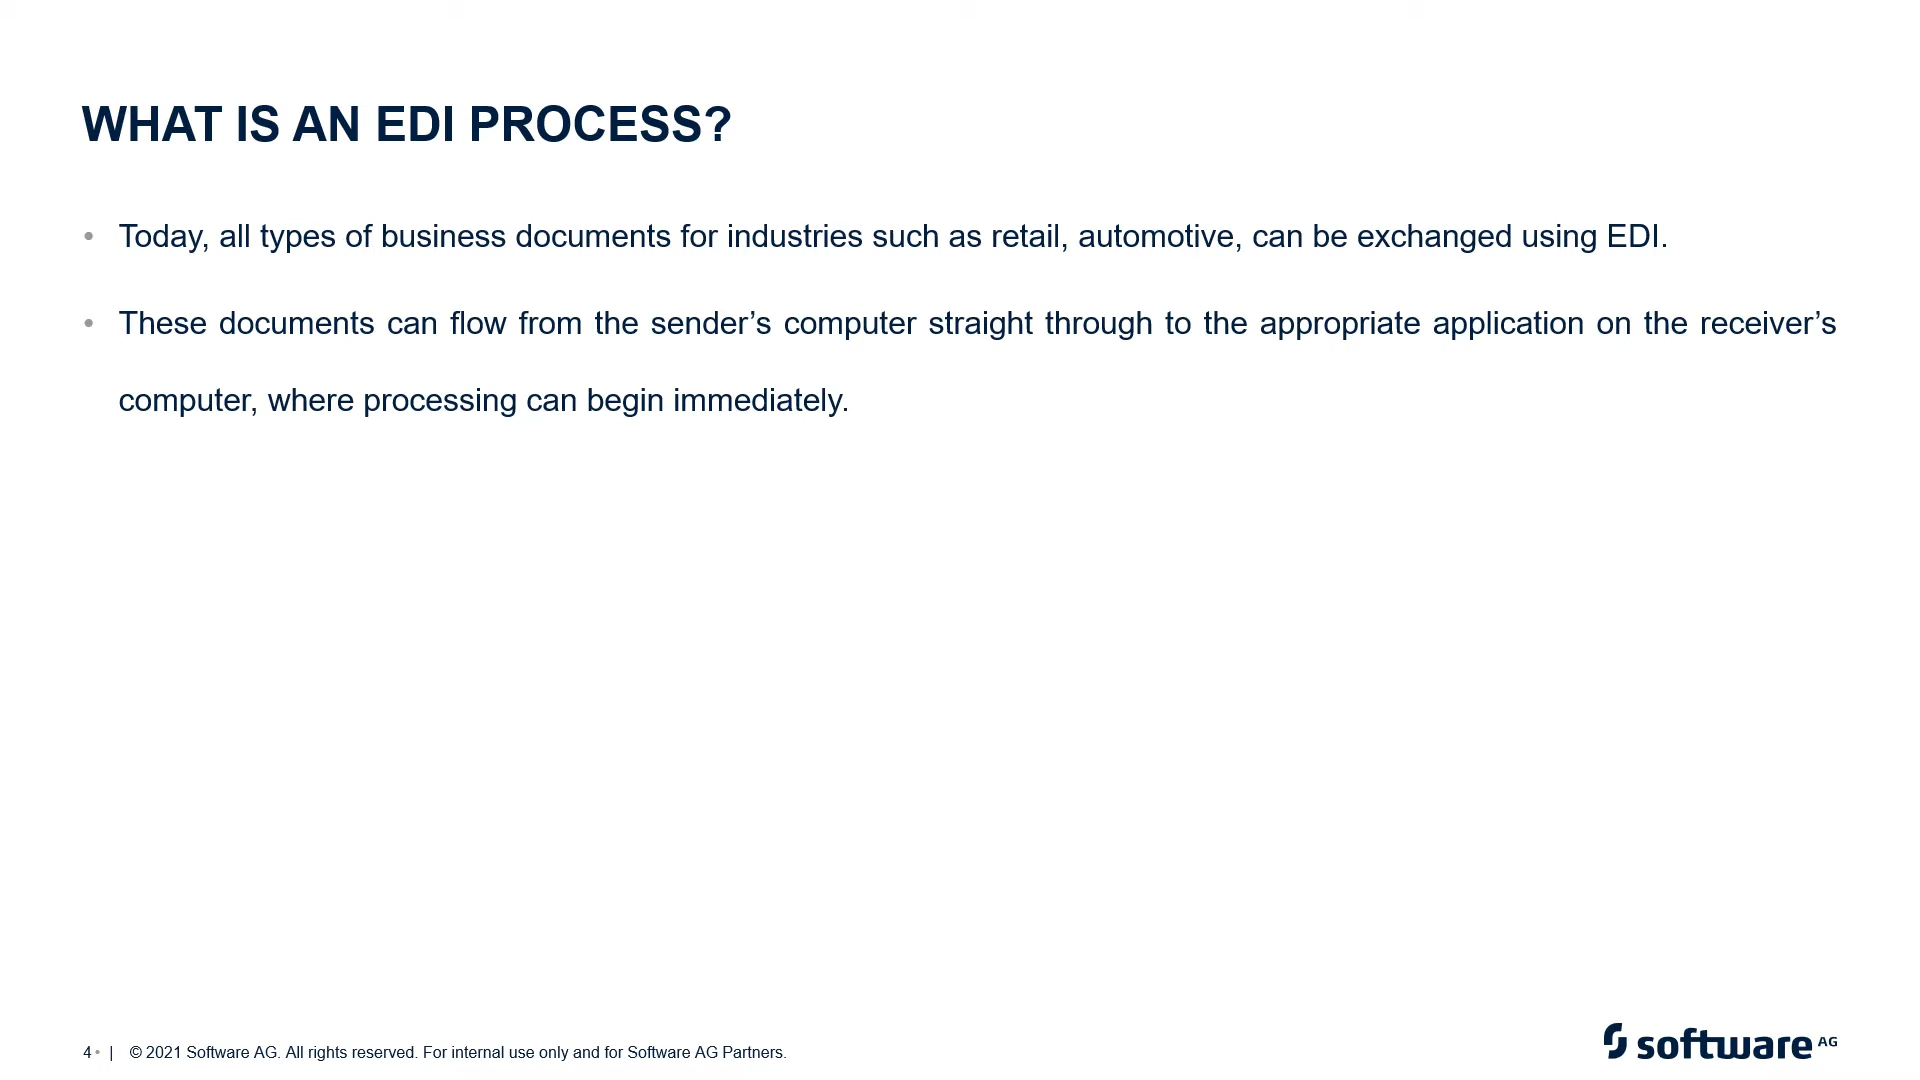 WHAT IS AN EDI PROCESS?
• Today, all types of business documents for industries such as retail, automotive, can be exchanged using EDI.
• These documents can flow from the sender’s computer straight through to the appropriate application on the receiver’s
computer, where processing can begin immediately.
4 • | © 2021 Software AG. All rights reserved. For internal use only and for Software AG Partners.
software AG